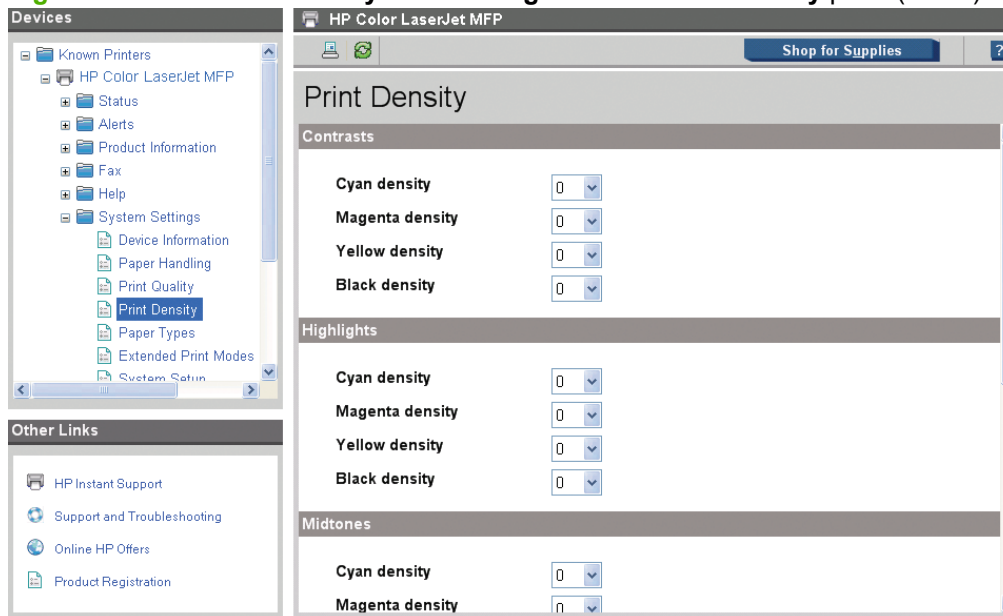 Devices
Known Printers
HP Color LaserJet MFP
Status
Alerts
Product Information
Fax
Help
System Settings
Device Information
Paper Handling
Print Quality
Print Density
Paper Types
Extended Print Modes
System Setup
Other Links
HP Instant Support
Support and Troubleshooting
Online HP Offers
Product Registration
HP Color LaserJet MFP
Shop for Supplies
?
Print Density
Contrasts
Cyan density 0
Magenta density 0
Yellow density 0
Black density 0
Highlights
Cyan density 0
Magenta density 0
Yellow density 0
Black density 0
Midtones
Cyan density 0
Magenta density 0